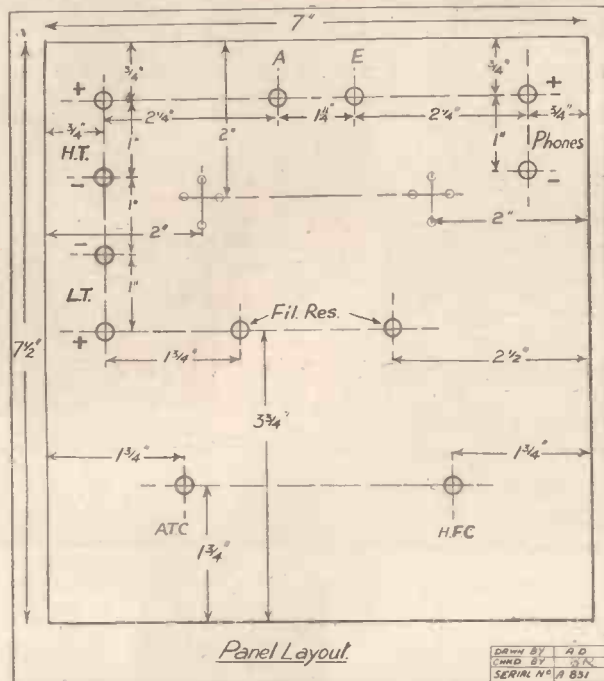 7"
3/4"
A
E
3/4"
+
+
-
3/4"
2 1/4"
1 1/4"
2 1/4"
3/4"
H.T.
1"
2"
1"
Phones
-
-
1"
2"
2"
-
L.T.
1"
+
Fil. Res.
7 1/2"
1 3/4"
2 1/2"
3 3/4"
1 3/4"
1 3/4"
A.T.C
H.F.C
1 3/4"
Panel Layout.
DRAWN BY A D
CHKD BY
SERIAL NO A 831